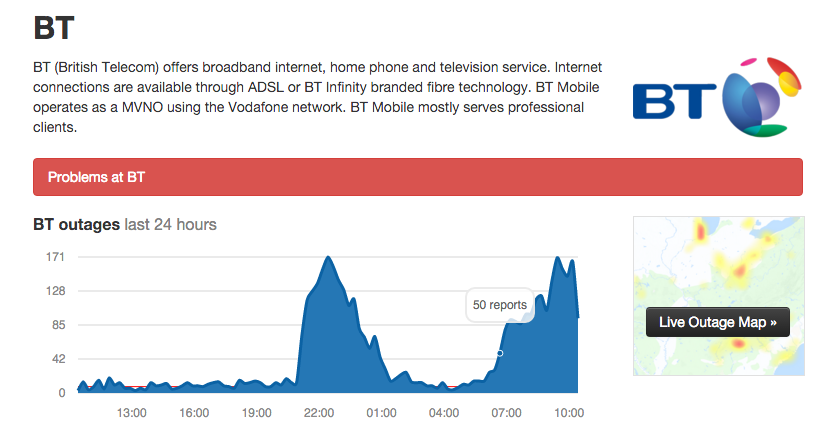 BT
BT (British Telecom) offers broadband internet, home phone and television service. Internet
connections are available through ADSL or BT Infinity branded fibre technology. BT Mobile
operates as a MVNO using the Vodafone network. BT Mobile mostly serves professional
clients.
BT
Problems at BT
BT outages last 24 hours
171
128
85
42
0
50 reports
13:00 16:00 19:00 22:00 01:00 04:00 07:00 10:00
Live Outage Map »